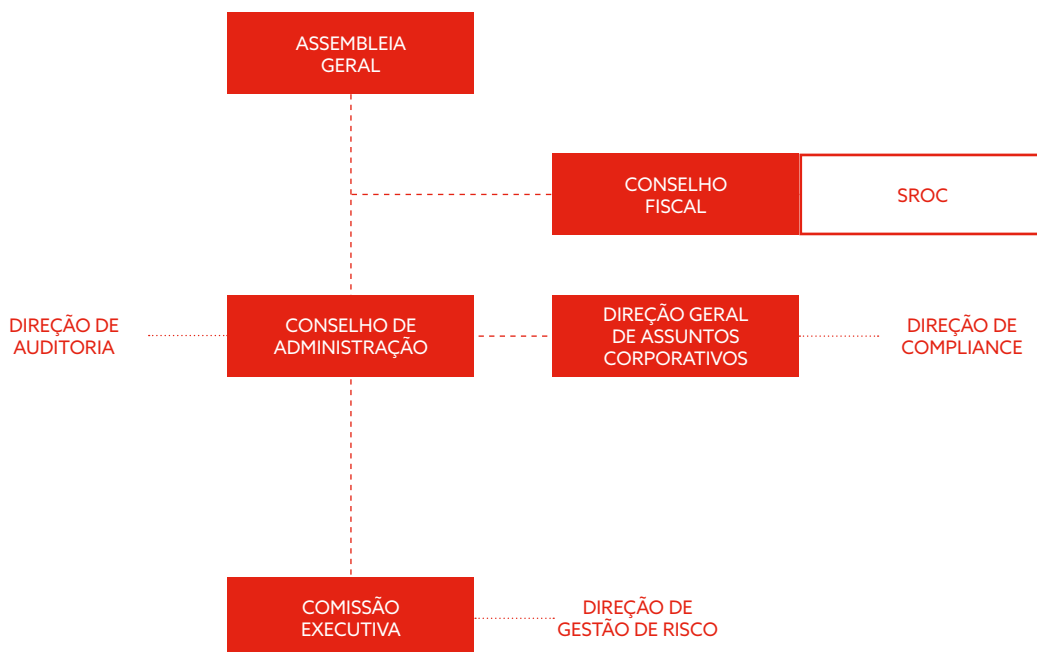 ASSEMBLEIA
GERAL
CONSELHO
FISCAL
SROC
DIREÇÃO DE
AUDITORIA
CONSELHO DE
ADMINISTRAÇÃO
DIREÇÃO GERAL
DE ASSUNTOS
CORPORATIVOS
DIREÇÃO DE
COMPLIANCE
COMISSÃO
EXECUTIVA
DIREÇÃO DE
GESTÃO DE RISCO